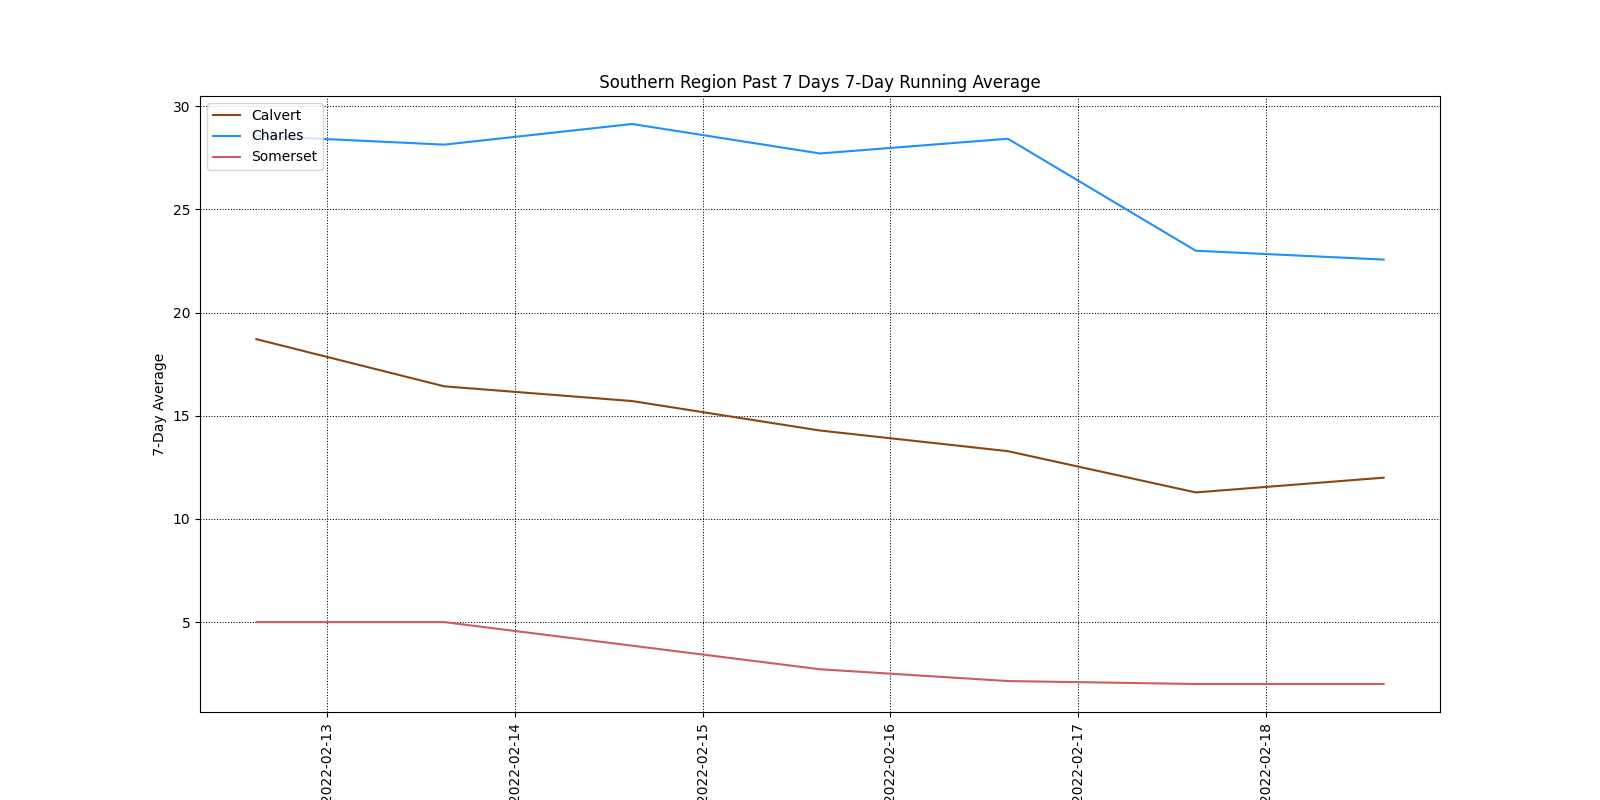 Southern Region Past 7 Days 7-Day Running Average
Calvert
Charles
Somerset
7-Day Average
30
25
20
15
10
5
2022-02-13
2022-02-14
2022-02-15
2022-02-16
2022-02-17
2022-02-18